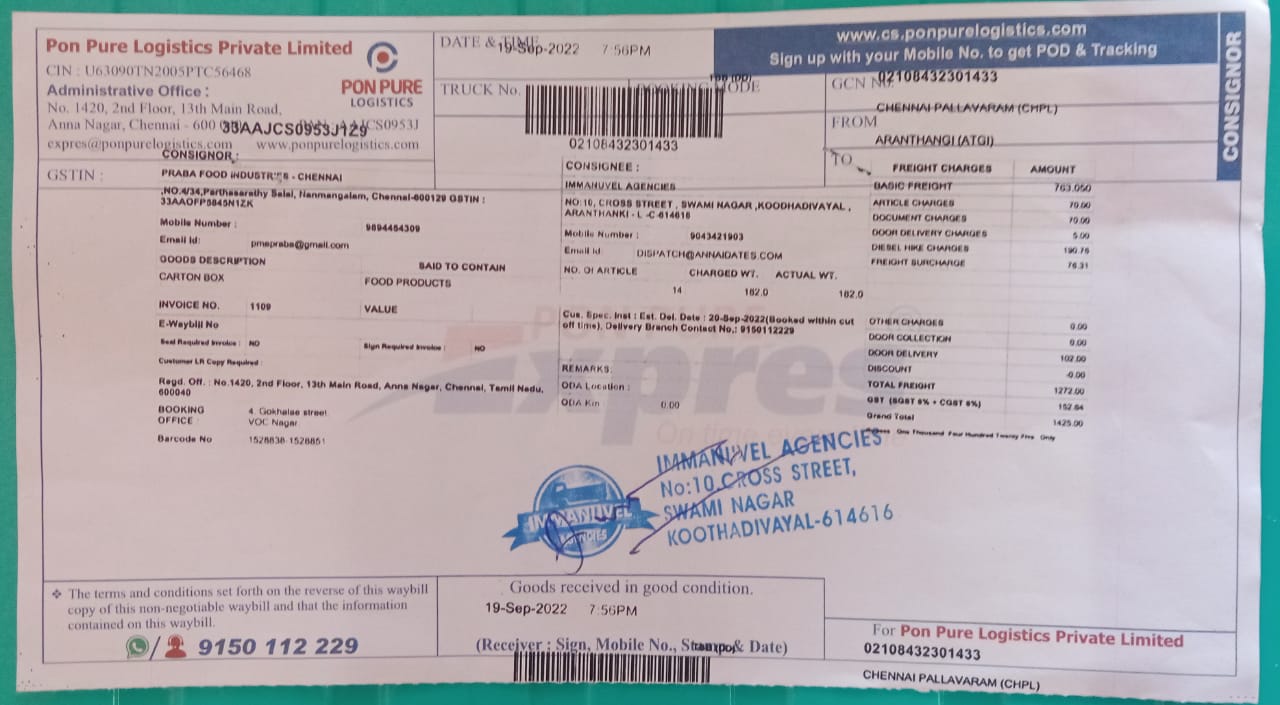 Pon Pure Logistics Private Limited
CIN : U63090TN2005PTC56468
Administrative Office :
No. 1420, 2nd Floor, 13th Main Road,
Anna Nagar, Chennai - 600
33AAJCS0953J1Z9
expres@ponpurelogistics.com www.ponpurelogistics.com
PON PURE
LOGISTICS
GSTIN :
DATE & TIME
19-Sep-2022 7:56PM
TRUCK No.
BOOKING MODE
02108432301433
www.cs.ponpurelogistics.com
Sign up with your Mobile No. to get POD & Tracking
CONSIGNOR
GCN No.
02108432301433
CHENNAI PALLAVARAM (CHPL)
FROM
ARANTHANGI (ATGI)
TO
CONSIGNOR :
PRABA FOOD INDUSTRIES - CHENNAI
,NO.4/34,Parthasarathy Salai, Nanmangalam, Chennai-600129 GSTIN :
33AAOFP5845N1ZK
Mobile Number : 9894454309
Email Id: pmspraba@gmail.com
GOODS DESCRIPTION SAID TO CONTAIN
CARTON BOX FOOD PRODUCTS
INVOICE NO. 1109 VALUE
E-Waybill No
Seal Required Invoice : NO Sign Required Invoice : NO
Customer LR Copy Required :
Regd. Off. : No.1420, 2nd Floor, 13th Main Road, Anna Nagar, Chennai, Tamil Nadu,
600040
BOOKING
OFFICE : 4, Gokhalae street
VOC Nagar
Barcode No 1528838-1528851
CONSIGNEE :
IMMANUVEL AGENCIES
NO:10, CROSS STREET , SWAMI NAGAR ,KOODHADIVAYAL ,
ARANTHANKI - L -C-614616
Mobile Number : 9043421903
Email Id: DISPATCH@ANNAIDATES.COM
NO. Of ARTICLE CHARGED WT. ACTUAL WT.
14 182.0 182.0
Cus. Spec. Inst : Est. Del. Date : 20-Sep-2022(Booked within cut
off time), Delivery Branch Contact No,: 9150112229
REMARKS:
ODA Location :
ODA Km 0.00
FREIGHT CHARGES AMOUNT
BASIC FREIGHT 763.050
ARTICLE CHARGES 70.00
DOCUMENT CHARGES 70.00
DOOR DELIVERY CHARGES 5.00
DIESEL HIKE CHARGES 190.76
FREIGHT SURCHARGE 76.31
OTHER CHARGES 0.00
DOOR COLLECTION 0.00
DOOR DELIVERY 102.00
DISCOUNT -0.00
TOTAL FREIGHT 1272.00
GST (SGST 6% + CGST 6%) 152.64
Grand Total 1425.00
One Thousand Four Hundred Twenty Five Only
Express
IMMANUVEL
AGENCIES
IMMANUVEL AGENCIES
No:10,CROSS STREET,
SWAMI NAGAR
KOOTHADIVAYAL-614616
❖ The terms and conditions set forth on the reverse of this waybill
copy of this non-negotiable waybill and that the information
contained on this waybill.
9150 112 229
Goods received in good condition.
19-Sep-2022 7:56PM
(Receiver : Sign, Mobile No., Stamp & Date)
For Pon Pure Logistics Private Limited
02108432301433
CHENNAI PALLAVARAM (CHPL)